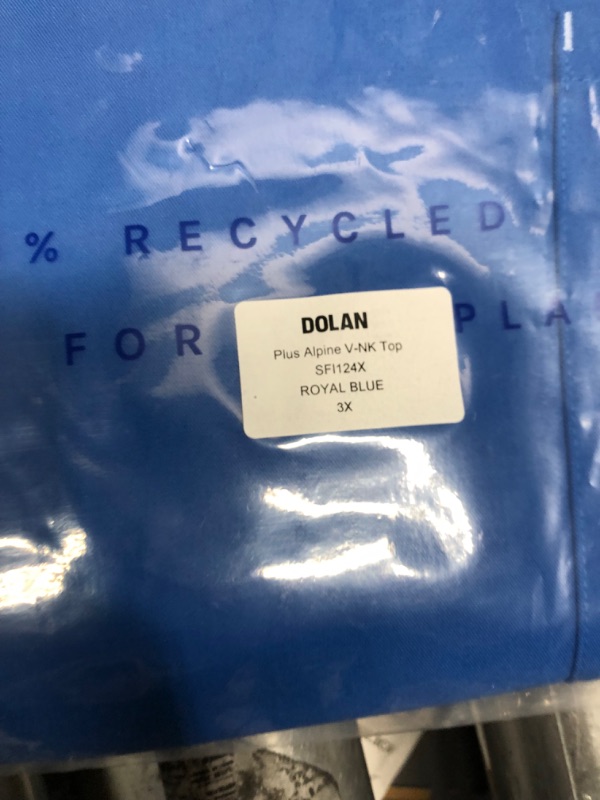 % RECYCLED
FOR PLA
DOLAN
Plus Alpine V-NK Top
SFI124X
ROYAL BLUE
3X